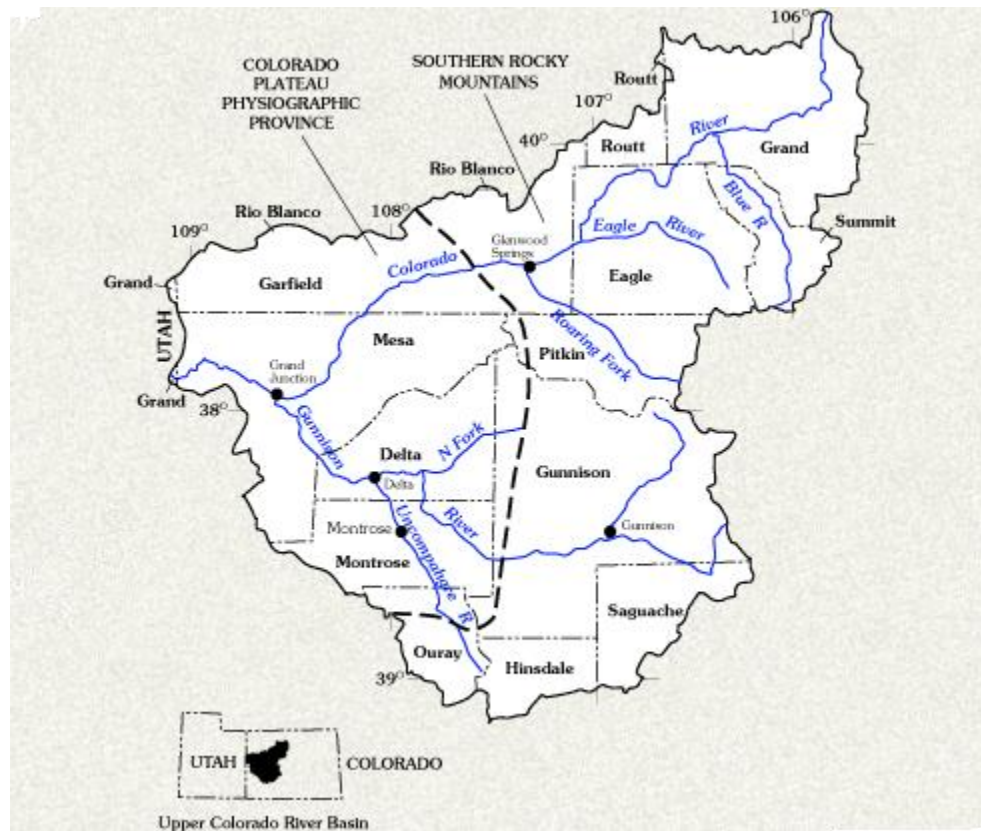 106°
COLORADO
PLATEAU
PHYSIOGRAPHIC
PROVINCE
SOUTHERN ROCKY
MOUNTAINS
Routt
107°
40°
River
Routt
Grand
Rio Blanco
Blue R
Rio Blanco
108°
Summit
109°
Eagle River
Glenwood
Springs
Colorado
Grand
Garfield
Eagle
UTAH
Roaring Fork
Mesa
Pitkin
Grand
Junction
Grand
38°
Gunnison
Delta
N Fork
Gunnison
Delta
River
Uncompahgre R
Montrose
Gunnison
Montrose
Saguache
Ouray
Hinsdale
39°
UTAH
COLORADO
Upper Colorado River Basin